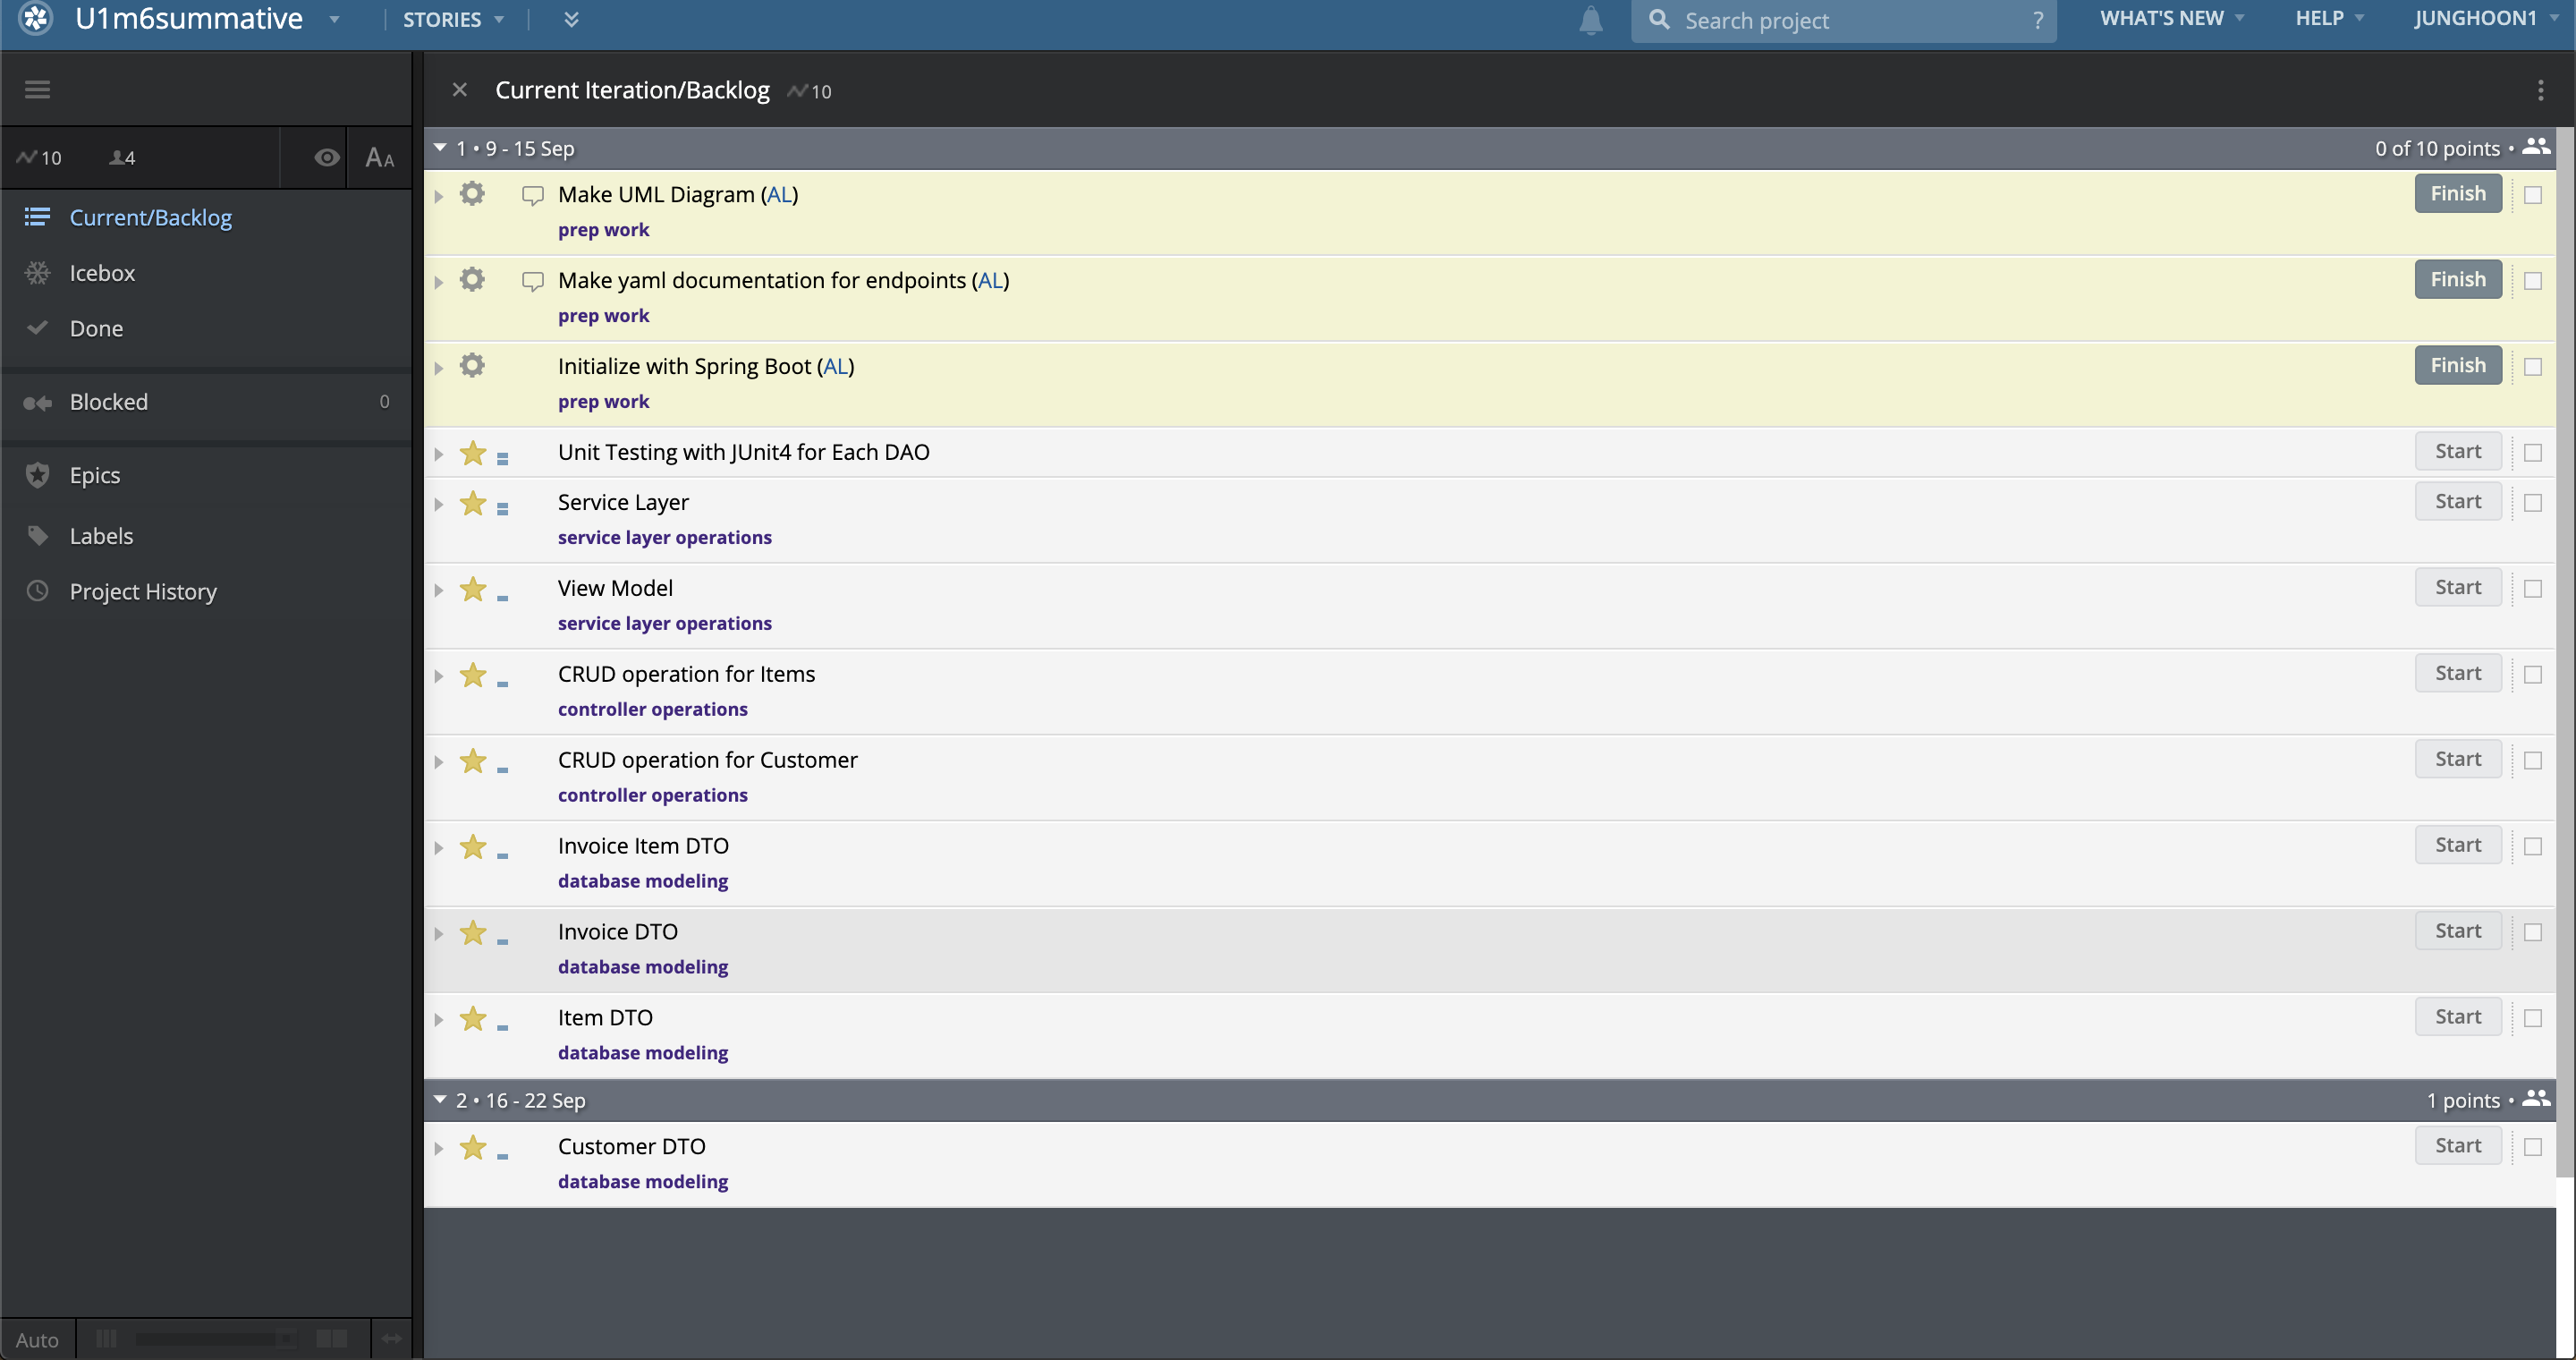 U1m6summative
STORIES
Search project
?
WHAT'S NEW
HELP
JUNGHOON1
Current Iteration/Backlog 10
10 4 AA
Current/Backlog
Icebox
Done
Blocked 0
Epics
Labels
Project History
Auto
1 • 9 - 15 Sep 0 of 10 points •
Make UML Diagram (AL) Finish
prep work
Make yaml documentation for endpoints (AL) Finish
prep work
Initialize with Spring Boot (AL) Finish
prep work
Unit Testing with JUnit4 for Each DAO Start
Service Layer Start
service layer operations
View Model Start
service layer operations
CRUD operation for Items Start
controller operations
CRUD operation for Customer Start
controller operations
Invoice Item DTO Start
database modeling
Invoice DTO Start
database modeling
Item DTO Start
database modeling
2 • 16 - 22 Sep 1 points •
Customer DTO Start
database modeling